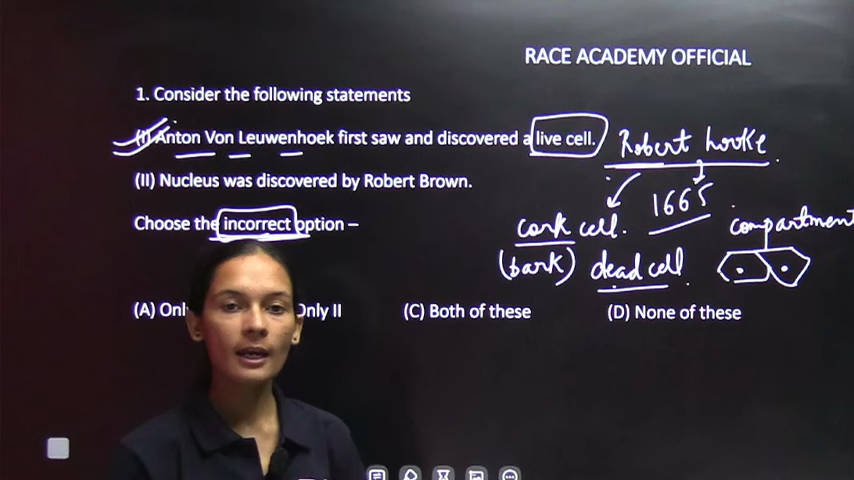 RACE ACADEMY OFFICIAL
1. Consider the following statements
(I) Anton Von Leuwenhoek first saw and discovered a live cell.
Robert hooke
(II) Nucleus was discovered by Robert Brown.
1665
Choose the incorrect option –
cork cell.
compartment
(bark) dead cell
(A) Only II
(C) Both of these
(D) None of these